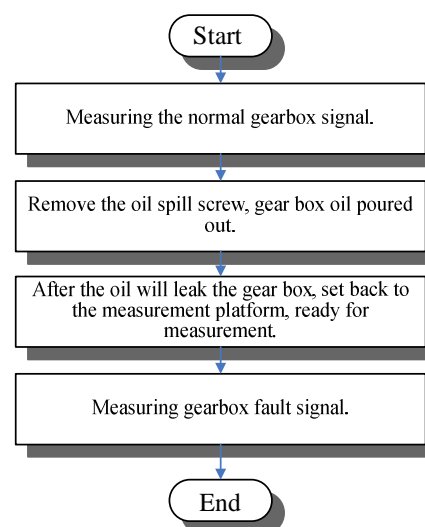 Start
Measuring the normal gearbox signal.
Remove the oil spill screw, gear box oil poured
out.
After the oil will leak the gear box, set back to
the measurement platform, ready for
measurement.
Measuring gearbox fault signal.
End